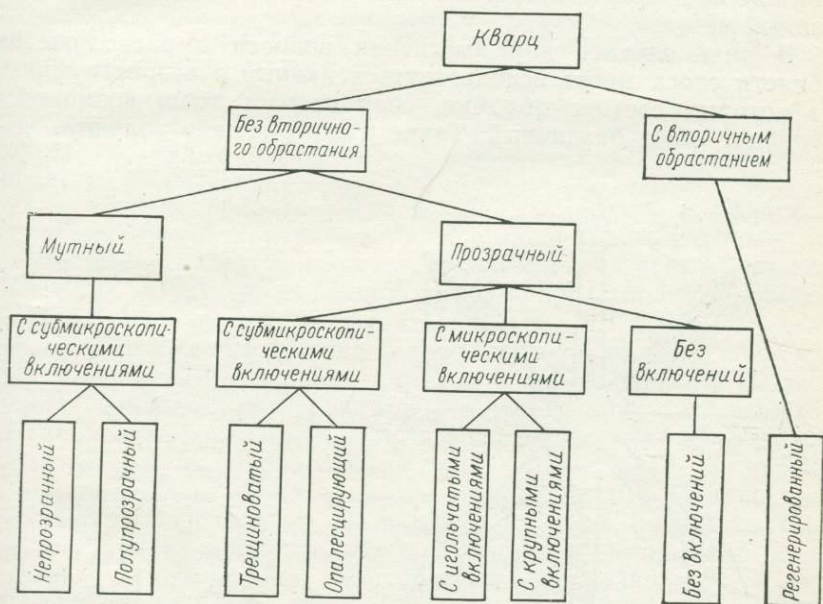 Кварц
Без вторично-
го обрастания
С вторичным
обрастанием
Мутный
Прозрачный
С субмикроскопи-
ческими
включениями
С субмикроскопи-
ческими
включениями
С микроскопи-
ческими
включениями
Без
включений
Непрозрачный
Полупрозрачный
Трещиноватый
Опалесцирующий
С игольчатыми
включениями
С крупными
включениями
Без включений
Регенерированный